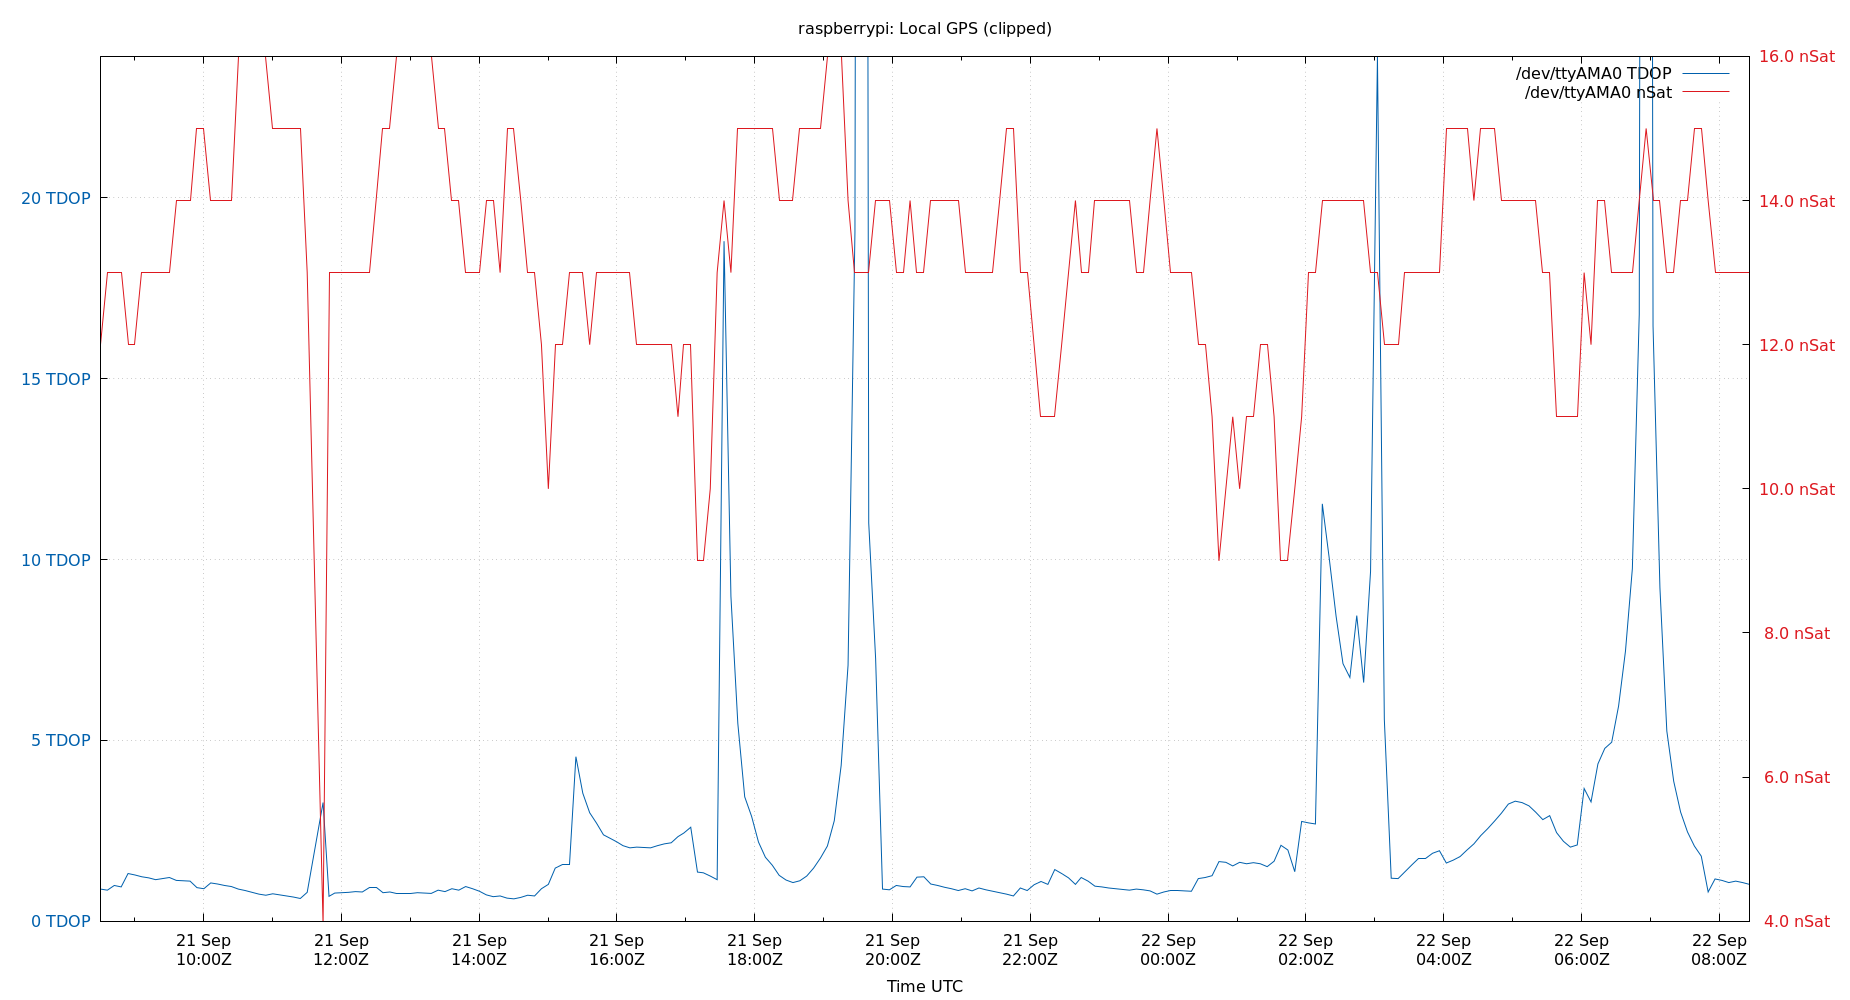 raspberrypi: Local GPS (clipped)
/dev/ttyAMA0 TDOP
/dev/ttyAMA0 nSat
20 TDOP
15 TDOP
10 TDOP
5 TDOP
0 TDOP
16.0 nSat
14.0 nSat
12.0 nSat
10.0 nSat
8.0 nSat
6.0 nSat
4.0 nSat
21 Sep
10:00Z
21 Sep
12:00Z
21 Sep
14:00Z
21 Sep
16:00Z
21 Sep
18:00Z
21 Sep
20:00Z
21 Sep
22:00Z
22 Sep
00:00Z
22 Sep
02:00Z
22 Sep
04:00Z
22 Sep
06:00Z
22 Sep
08:00Z
Time UTC